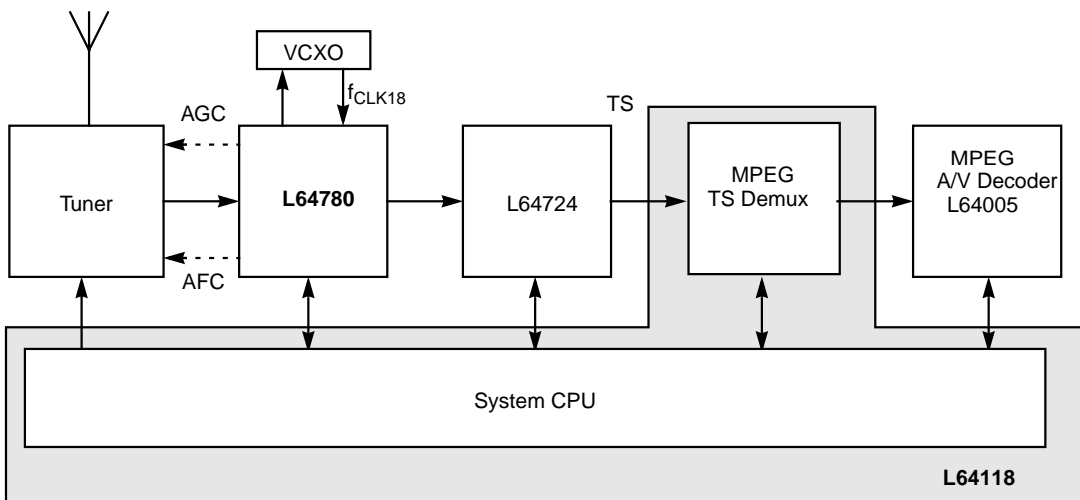 VCXO
fCLK18
AGC
TS
Tuner
L64780
L64724
MPEG
TS Demux
MPEG
A/V Decoder
L64005
AFC
System CPU
L64118